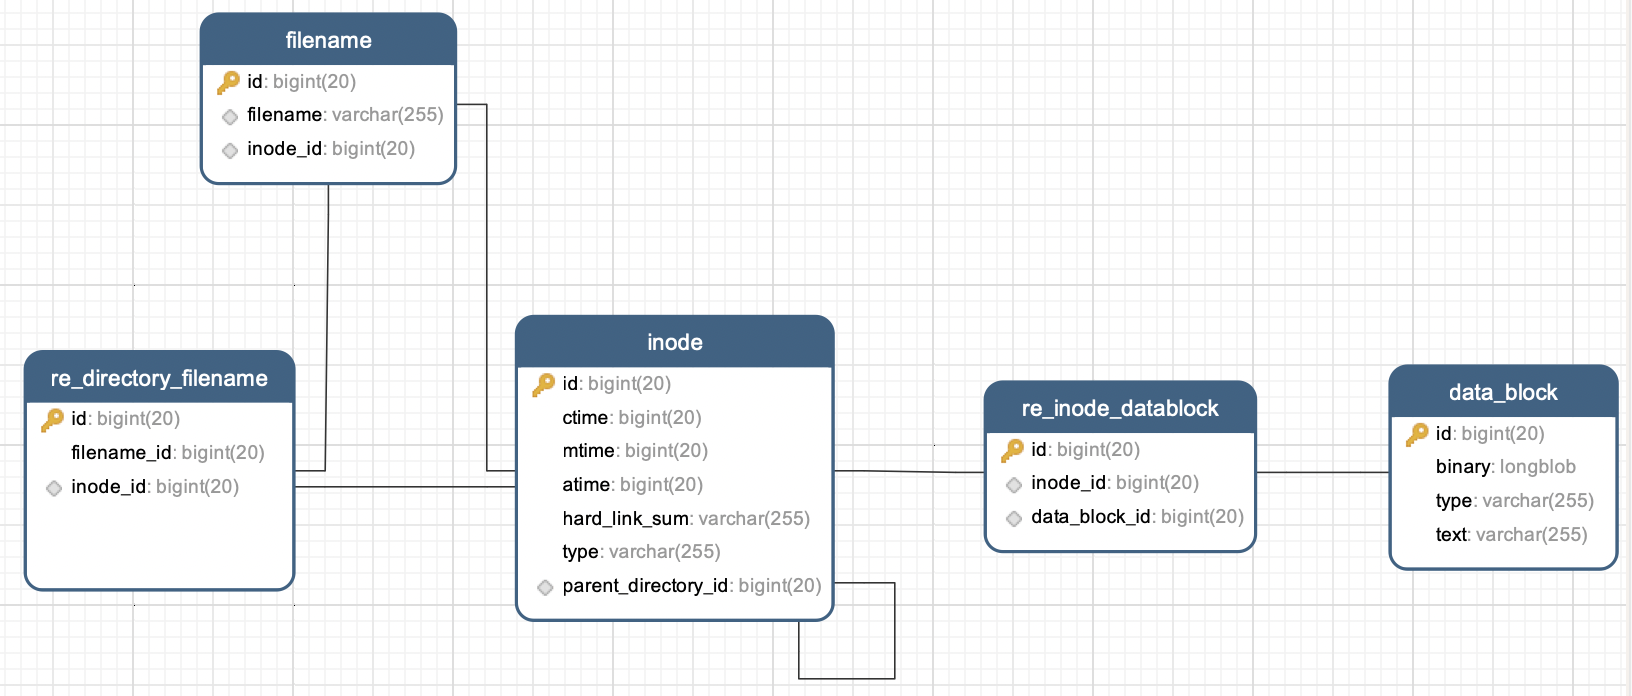 filename
id: bigint(20)
filename: varchar(255)
inode_id: bigint(20)
re_directory_filename
id: bigint(20)
filename_id: bigint(20)
inode_id: bigint(20)
inode
id: bigint(20)
ctime: bigint(20)
mtime: bigint(20)
atime: bigint(20)
hard_link_sum: varchar(255)
type: varchar(255)
parent_directory_id: bigint(20)
re_inode_datablock
id: bigint(20)
inode_id: bigint(20)
data_block_id: bigint(20)
data_block
id: bigint(20)
binary: longblob
type: varchar(255)
text: varchar(255)